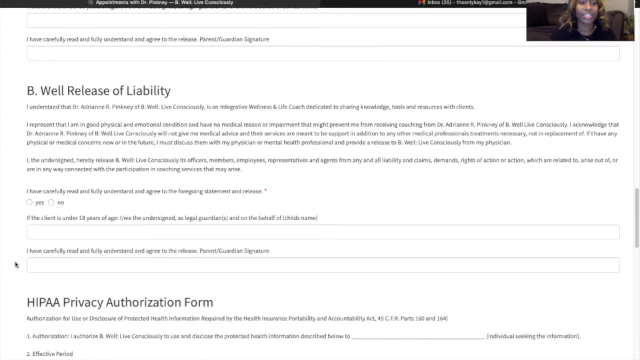 Appointments with Dr. Pinkney — B. Well: Live Consciously
Inbox (35) - thaonlykay1@gmail.com - Gm
I have carefully read and fully understand and agree to the release. Parent/Guardian Signature
B. Well Release of Liability
I understand that Dr. Adrianne R. Pinkney of B. Well: Live Consciously, is an Integrative Wellness & Life Coach dedicated to sharing knowledge, tools and resources with clients.
I represent that I am in good physical and emotional condition and have no medical reason or impairment that might prevent me from receiving coaching from Dr. Adrianne R. Pinkney of B. Well: Live Consciously. I acknowledge that
Dr. Adrianne R. Pinkney of B. Well: Live Consciously will not give me medical advice and their services are meant to be support in addition to any other medical professionals treatments necessary, not in replacement of. If I have any
physical or medical concerns now or in the future, I must discuss them with my physician or mental health professional and provide a release to B. Well: Live Consciously from my physician.
I, the undersigned, hereby release B. Well: Live Consciously its officers, members, employees, representatives and agents from any and all liability and claims, demands, rights of action or action, which are related to, arise out of, or
are in any way connected with the participation in coaching services that may arise.
I have carefully read and fully understand and agree to the foregoing statement and release. *
yes no
If the client is under 18 years of age: I/we the undersigned, as legal guardian(s) and on the behalf of (childs name)
I have carefully read and fully understand and agree to the release. Parent/Guardian Signature
HIPAA Privacy Authorization Form
Authorization for Use or Disclosure of Protected Health Information Required by the Health Insurance Portability and Accountability Act, 45 C.F.R. Parts 160 and 164)
1. Authorization: I authorize B. Well: Live Consciously to use and disclose the protected health information described below to ____________________ (individual seeking the information).
2. Effective Period